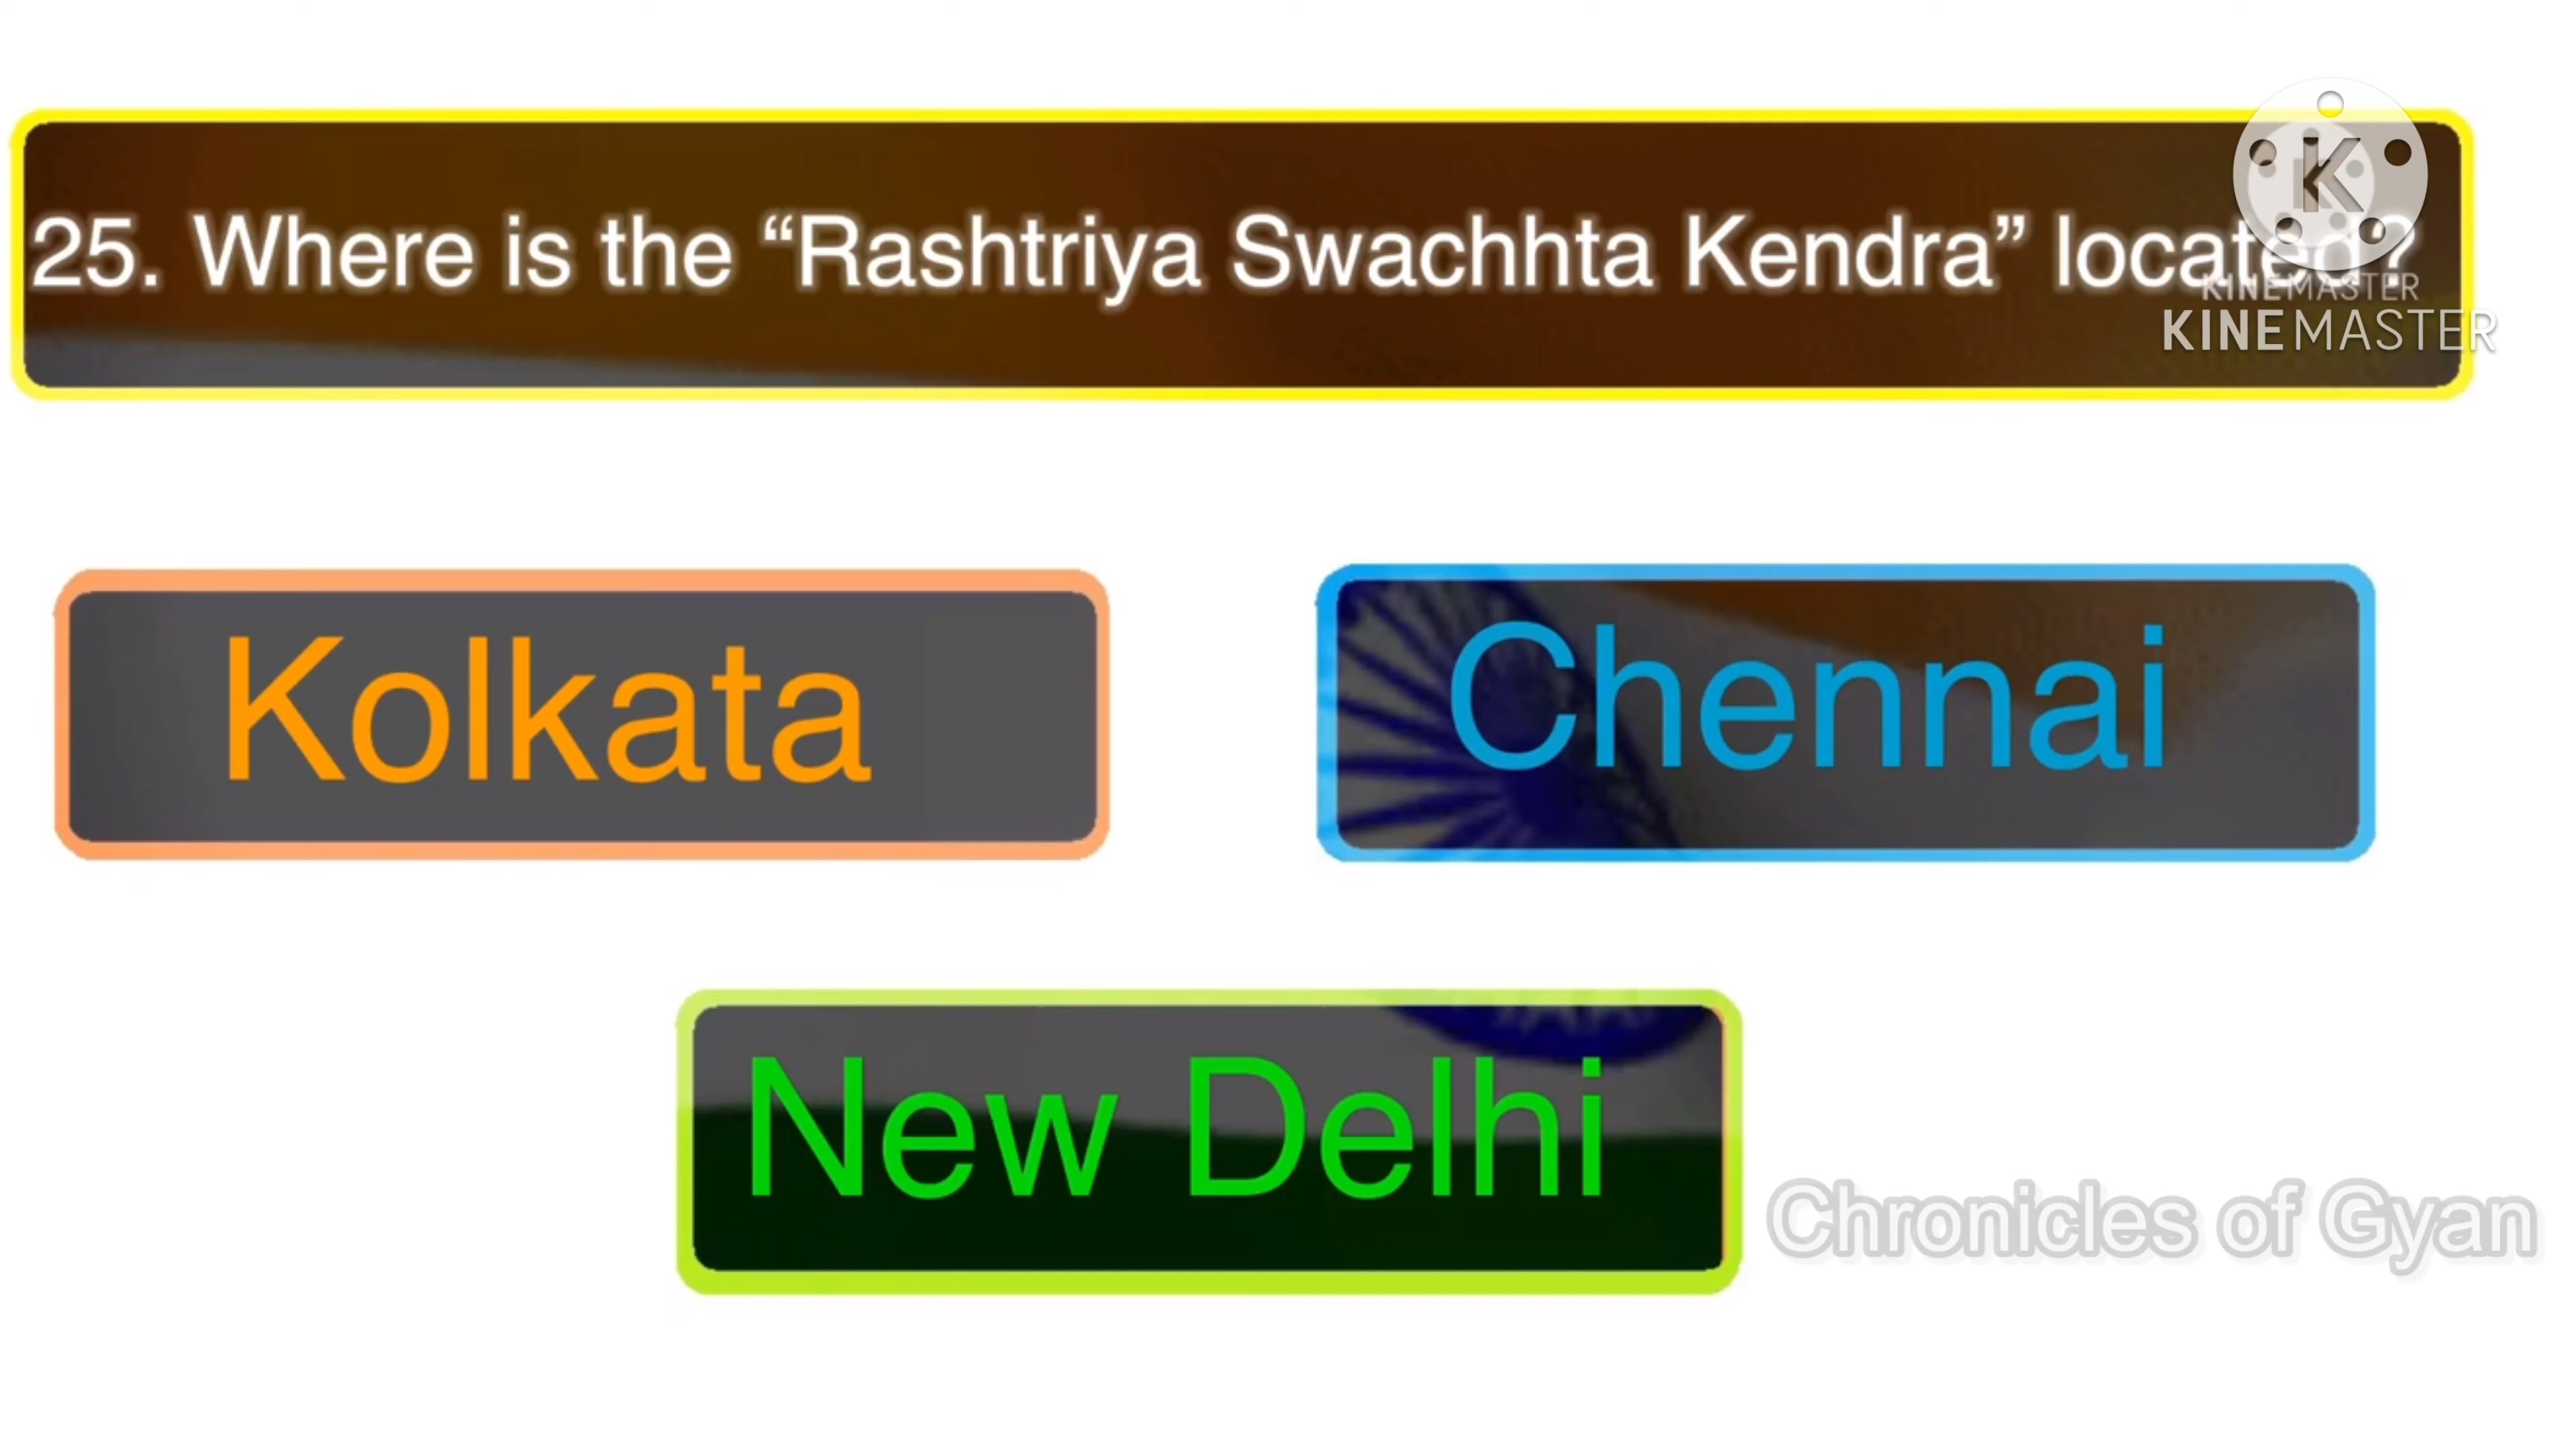 25. Where is the “Rashtriya Swachhta Kendra” located?
KINEMASTER
KINEMASTER
Kolkata
Chennai
New Delhi
Chronicles of Gyan